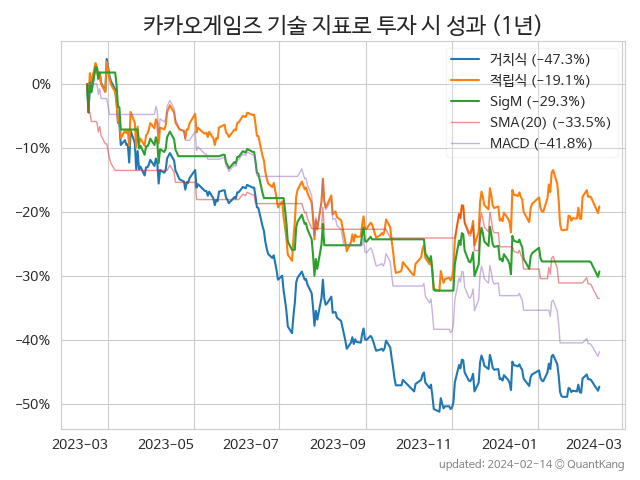 카카오게임즈 기술 지표로 투자 시 성과 (1년)
거치식 (−47.3%)
적립식 (−19.1%)
SigM (−29.3%)
SMA(20) (−33.5%)
MACD (−41.8%)
0%
−10%
−20%
−30%
−40%
−50%
2023-03 2023-05 2023-07 2023-09 2023-11 2024-01 2024-03
updated: 2024-02-14 © QuantKang